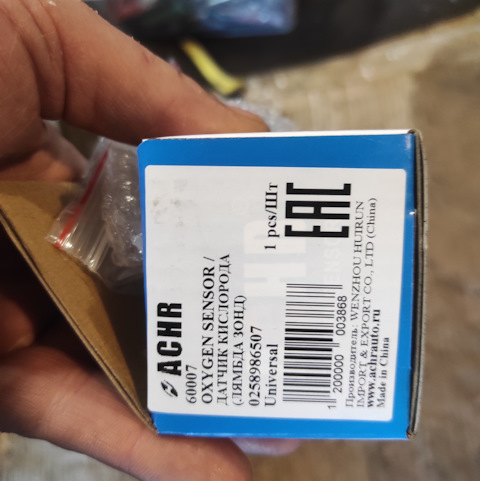 ACHR
60007
OXYGEN SENSOR /
ДАТЧИК КИСЛОРОДА
(ЛЯМБДА ЗОНД)
0258986507
Universal
1 pcs/Шт
EAC
1 200000 003868
Производитель: WENZHOU HUIRUN
IMPORT & EXPORT CO., LTD (China)
www.achrauto.ru
Made in China